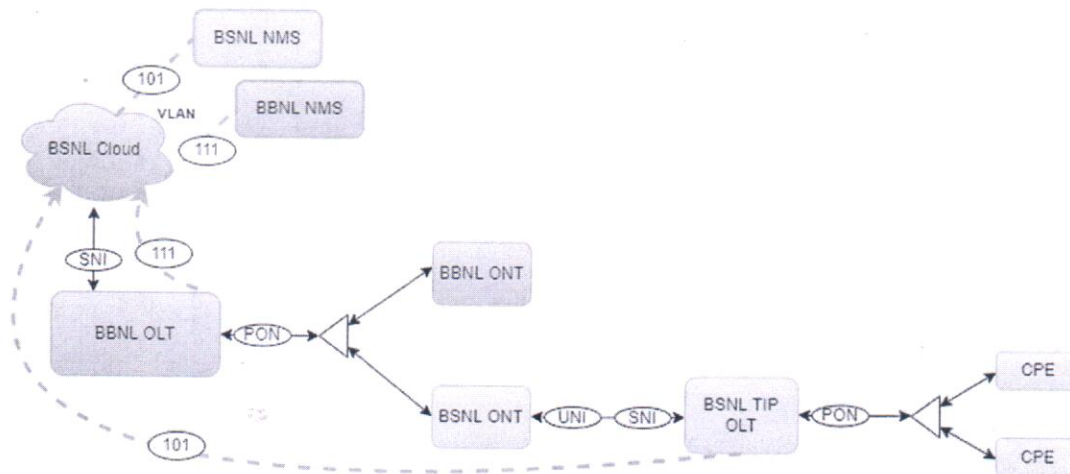 BSNL NMS
101
VLAN
BBNL NMS
BSNL Cloud
111
SNI
111
BBNL OLT
PON
BBNL ONT
BSNL ONT
UNI
SNI
BSNL TIP
OLT
PON
CPE
CPE
101